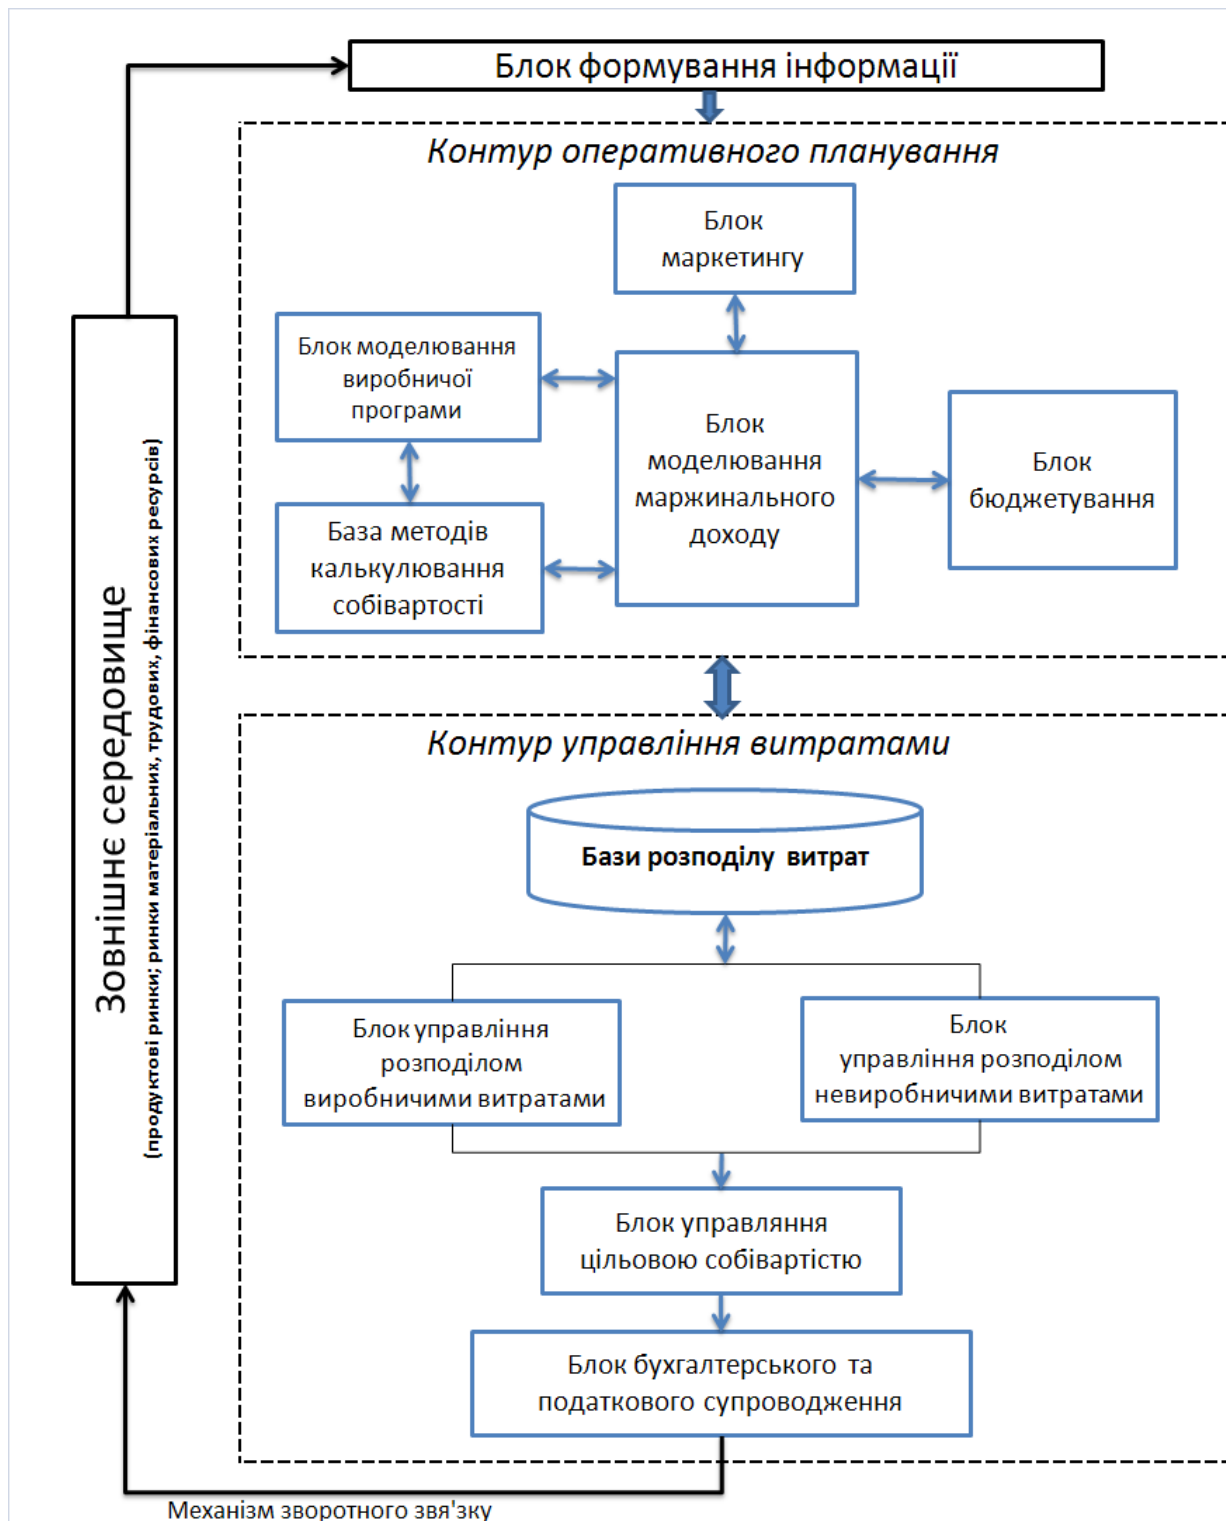 Блок формування інформації
Контур оперативного планування
Блок
маркетингу
Блок моделювання
виробничої
програми
Блок
моделювання
маржинального
доходу
Блок
бюджетування
База методів
калькулювання
собівартості
Зовнішнє середовище
(продуктові ринки; ринки матеріальних, трудових, фінансових ресурсів)
Контур управління витратами
Бази розподілу витрат
Блок управління
розподілом
виробничими витратами
Блок
управління розподілом
невиробничими витратами
Блок управляння
цільовою собівартістю
Блок бухгалтерського та
податкового супроводження
Механізм зворотного звя'зку